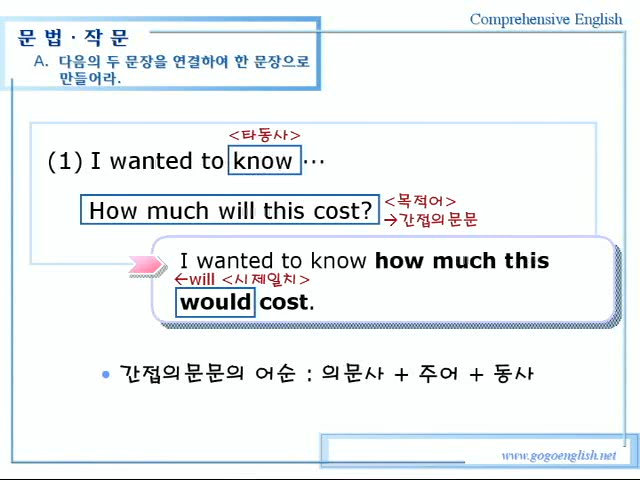 Comprehensive English
문 법 · 작 문
A. 다음의 두 문장을 연결하여 한 문장으로
만들어라.
<타동사>
(1) I wanted to know …
How much will this cost?
<목적어>
→간접의문문
I wanted to know how much this
←will <시제일치>
would cost.
• 간접의문문의 어순 : 의문사 + 주어 + 동사
www.gogoenglish.net